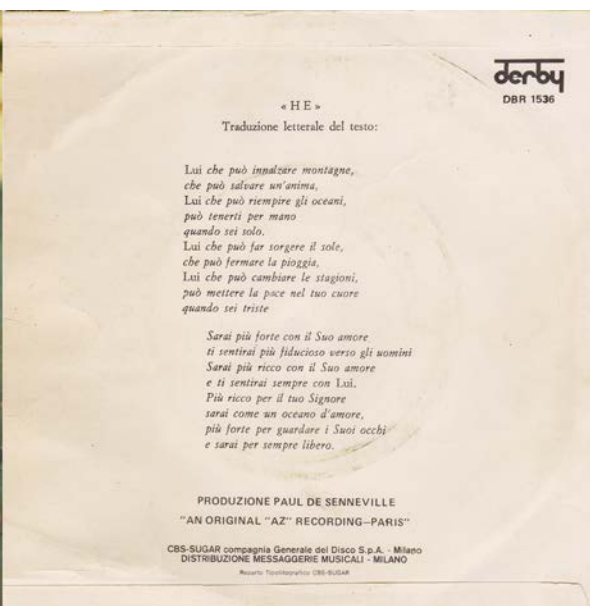 derby
DBR 1536
« HE »
Traduzione letterale del testo:
Lui che può innalzare montagne,
che può salvare un'anima,
Lui che può riempire gli oceani,
può tenerti per mano
quando sei solo.
Lui che può far sorgere il sole,
che può fermare la pioggia,
Lui che può cambiare le stagioni,
può mettere la pace nel tuo cuore
quando sei triste
Sarai più forte con il Suo amore
ti sentirai più fiducioso verso gli uomini
Sarai più ricco con il Suo amore
e ti sentirai sempre con Lui.
Più ricco per il tuo Signore
sarai come un oceano d'amore,
più forte per guardare i Suoi occhi
e sarai per sempre libero.
PRODUZIONE PAUL DE SENNEVILLE
"AN ORIGINAL "AZ" RECORDING–PARIS"
CBS-SUGAR compagnia Generale del Disco S.p.A. - Milano
DISTRIBUZIONE MESSAGGERIE MUSICALI - MILANO
Reparto Tipolitografico CBS-SUGAR